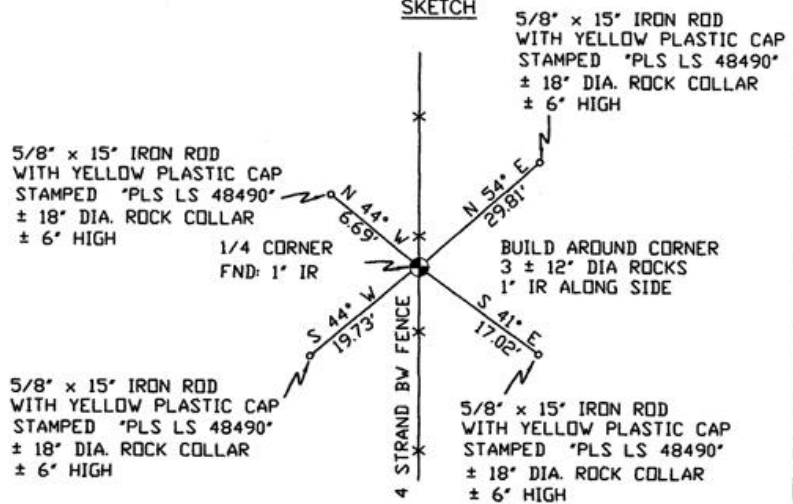 SKETCH
5/8" x 15" IRON ROD
WITH YELLOW PLASTIC CAP
STAMPED "PLS LS 48490"
± 18" DIA. ROCK COLLAR
± 6" HIGH
5/8" x 15" IRON ROD
WITH YELLOW PLASTIC CAP
STAMPED "PLS LS 48490"
± 18" DIA. ROCK COLLAR
± 6" HIGH
N 44° W
6.69'
N 54° E
29.81'
1/4 CORNER
FND: 1" IR
BUILD AROUND CORNER
3 ± 12" DIA ROCKS
1" IR ALONG SIDE
S 44° W
19.73'
S 41° E
17.02'
4 STRAND BW FENCE
5/8" x 15" IRON ROD
WITH YELLOW PLASTIC CAP
STAMPED "PLS LS 48490"
± 18" DIA. ROCK COLLAR
± 6" HIGH
5/8" x 15" IRON ROD
WITH YELLOW PLASTIC CAP
STAMPED "PLS LS 48490"
± 18" DIA. ROCK COLLAR
± 6" HIGH